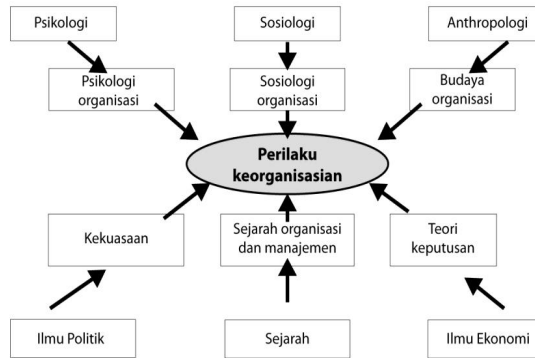 Psikologi
Sosiologi
Anthropologi
Psikologi
organisasi
Sosiologi
organisasi
Budaya
organisasi
Perilaku
keorganisasian
Kekuasaan
Sejarah organisasi
dan manajemen
Teori
keputusan
Ilmu Politik
Sejarah
Ilmu Ekonomi